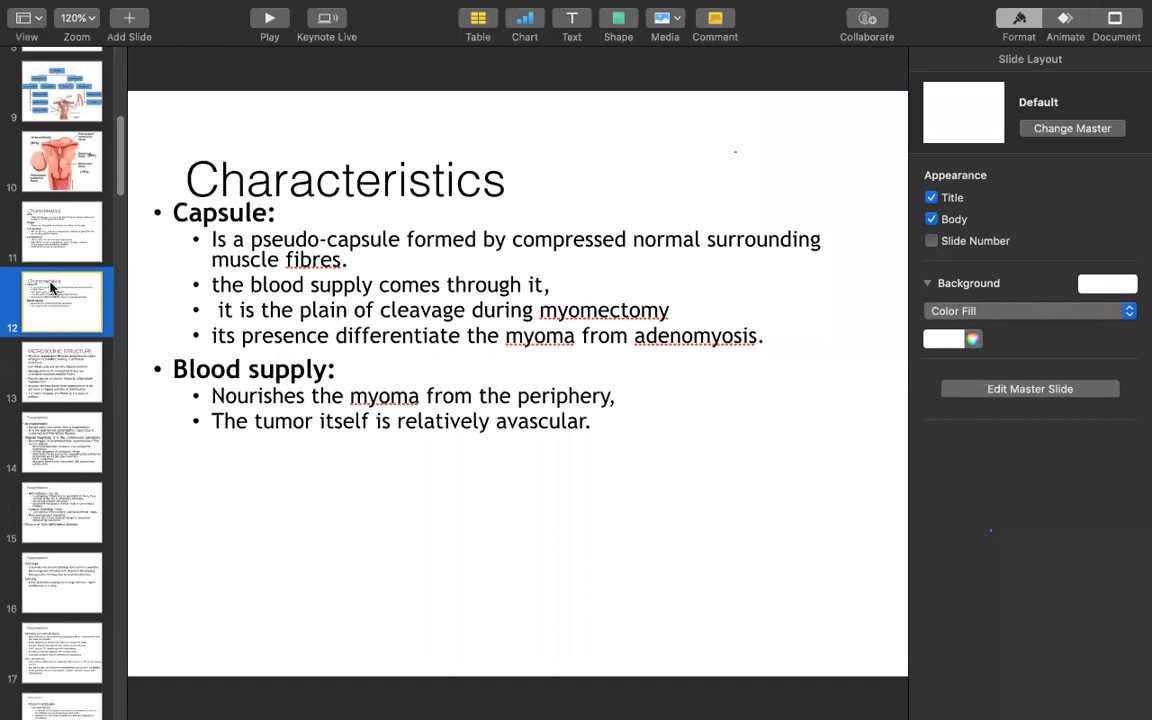 View
120%
Zoom
Add Slide
Play
Keynote Live
Table
Chart
Text
Shape
Media
Comment
Collaborate
Format
Animate
Document
9
10
Characteristics
11
Characteristics
12
MICROSCOPIC STRUCTURE
13
14
15
16
17
Characteristics
• Capsule:
• Is a pseudo-capsule formed by compressed normal surrounding
muscle fibres.
• the blood supply comes through it,
• it is the plain of cleavage during myomectomy
• its presence differentiate the myoma from adenomyosis.
• Blood supply:
• Nourishes the myoma from the periphery,
• The tumor itself is relatively avascular.
Slide Layout
Default
Change Master
Appearance
Title
Body
Slide Number
Background
Color Fill
Edit Master Slide